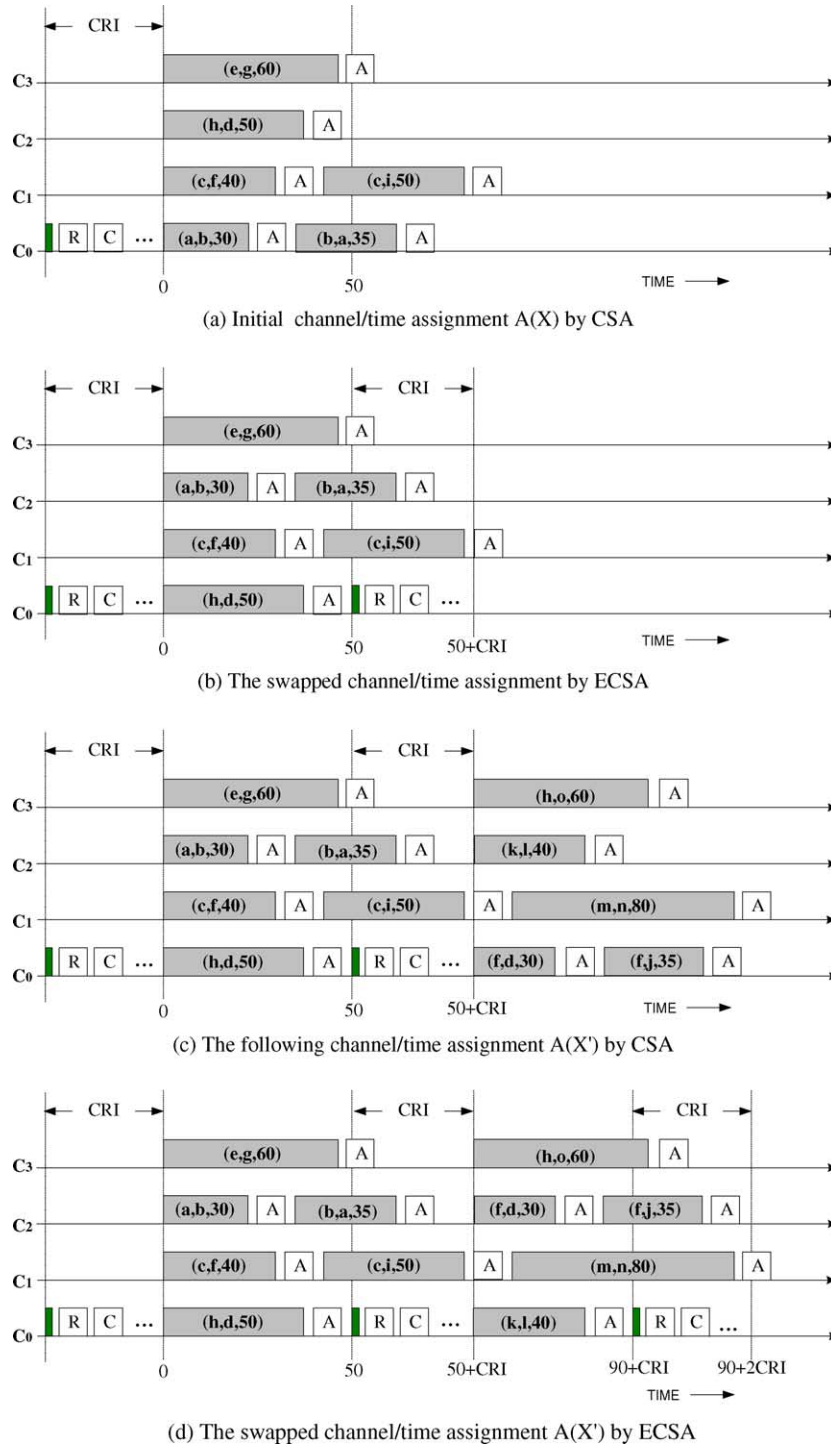 CRI
C3 (e,g,60) A
C2 (h,d,50) A
C1 (c,f,40) A (c,i,50) A
C0 R C ... (a,b,30) A (b,a,35) A
0 50 TIME
(a) Initial channel/time assignment A(X) by CSA
CRI CRI
C3 (e,g,60) A
C2 (a,b,30) A (b,a,35) A
C1 (c,f,40) A (c,i,50) A
C0 R C ... (h,d,50) A R C ...
0 50 50+CRI TIME
(b) The swapped channel/time assignment by ECSA
CRI CRI
C3 (e,g,60) A (h,o,60) A
C2 (a,b,30) A (b,a,35) A (k,l,40) A
C1 (c,f,40) A (c,i,50) A (m,n,80) A
C0 R C ... (h,d,50) A R C ... (f,d,30) A (f,j,35) A
0 50 50+CRI TIME
(c) The following channel/time assignment A(X') by CSA
CRI CRI CRI
C3 (e,g,60) A (h,o,60) A
C2 (a,b,30) A (b,a,35) A (f,d,30) A (f,j,35) A
C1 (c,f,40) A (c,i,50) A (m,n,80) A
C0 R C ... (h,d,50) A R C ... (k,l,40) A R C ...
0 50 50+CRI 90+CRI 90+2CRI
TIME
(d) The swapped channel/time assignment A(X') by ECSA